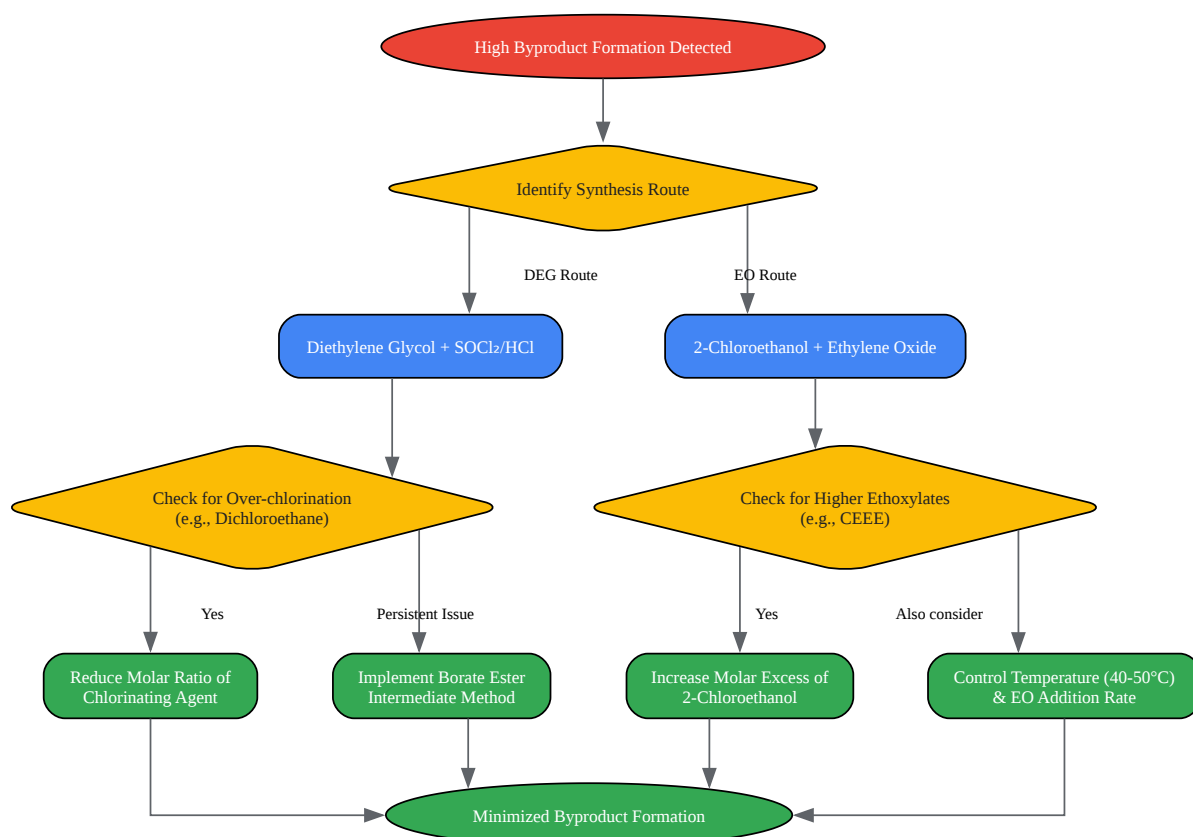 High Byproduct Formation Detected
Identify Synthesis Route
DEG Route
EO Route
Diethylene Glycol + SOCl₂/HCl
2-Chloroethanol + Ethylene Oxide
Check for Over-chlorination
(e.g., Dichloroethane)
Check for Higher Ethoxylates
(e.g., CEEE)
Yes
Persistent Issue
Yes
Also consider
Reduce Molar Ratio of
Chlorinating Agent
Implement Borate Ester
Intermediate Method
Increase Molar Excess of
2-Chloroethanol
Control Temperature (40-50°C)
& EO Addition Rate
Minimized Byproduct Formation